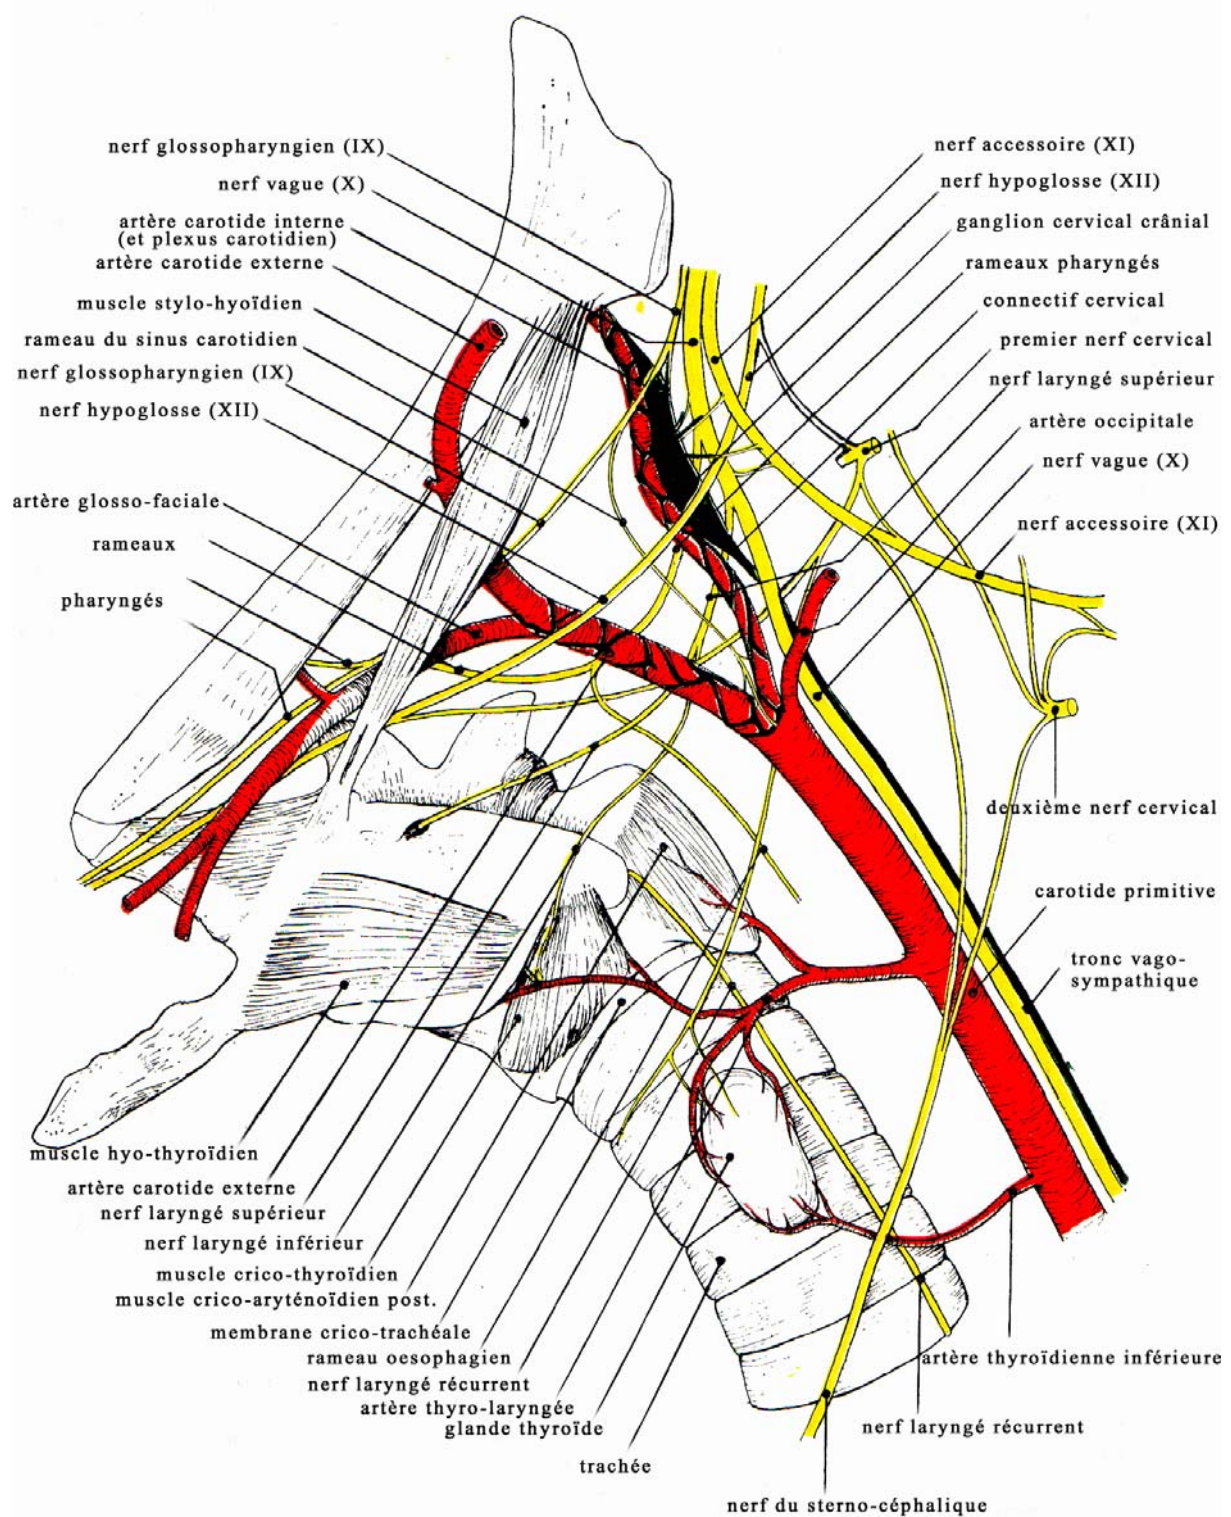 nerf glossopharyngien (IX)
nerf vague (X)
artère carotide interne
(et plexus carotidien)
artère carotide externe
muscle stylo-hyoïdien
rameau du sinus carotidien
nerf glossopharyngien (IX)
nerf hypoglosse (XII)
artère glosso-faciale
rameaux
pharyngés
nerf accessoire (XI)
nerf hypoglosse (XII)
ganglion cervical crânial
rameaux pharyngés
connectif cervical
premier nerf cervical
nerf laryngé supérieur
artère occipitale
nerf vague (X)
nerf accessoire (XI)
deuxième nerf cervical
carotide primitive
tronc vago-
sympathique
muscle hyo-thyroïdien
artère carotide externe
nerf laryngé supérieur
nerf laryngé inférieur
muscle crico-thyroïdien
muscle crico-aryténoïdien post.
membrane crico-trachéale
rameau oesophagien
nerf laryngé récurrent
artère thyro-laryngée
glande thyroïde
trachée
artère thyroïdienne inférieure
nerf laryngé récurrent
nerf du sterno-céphalique